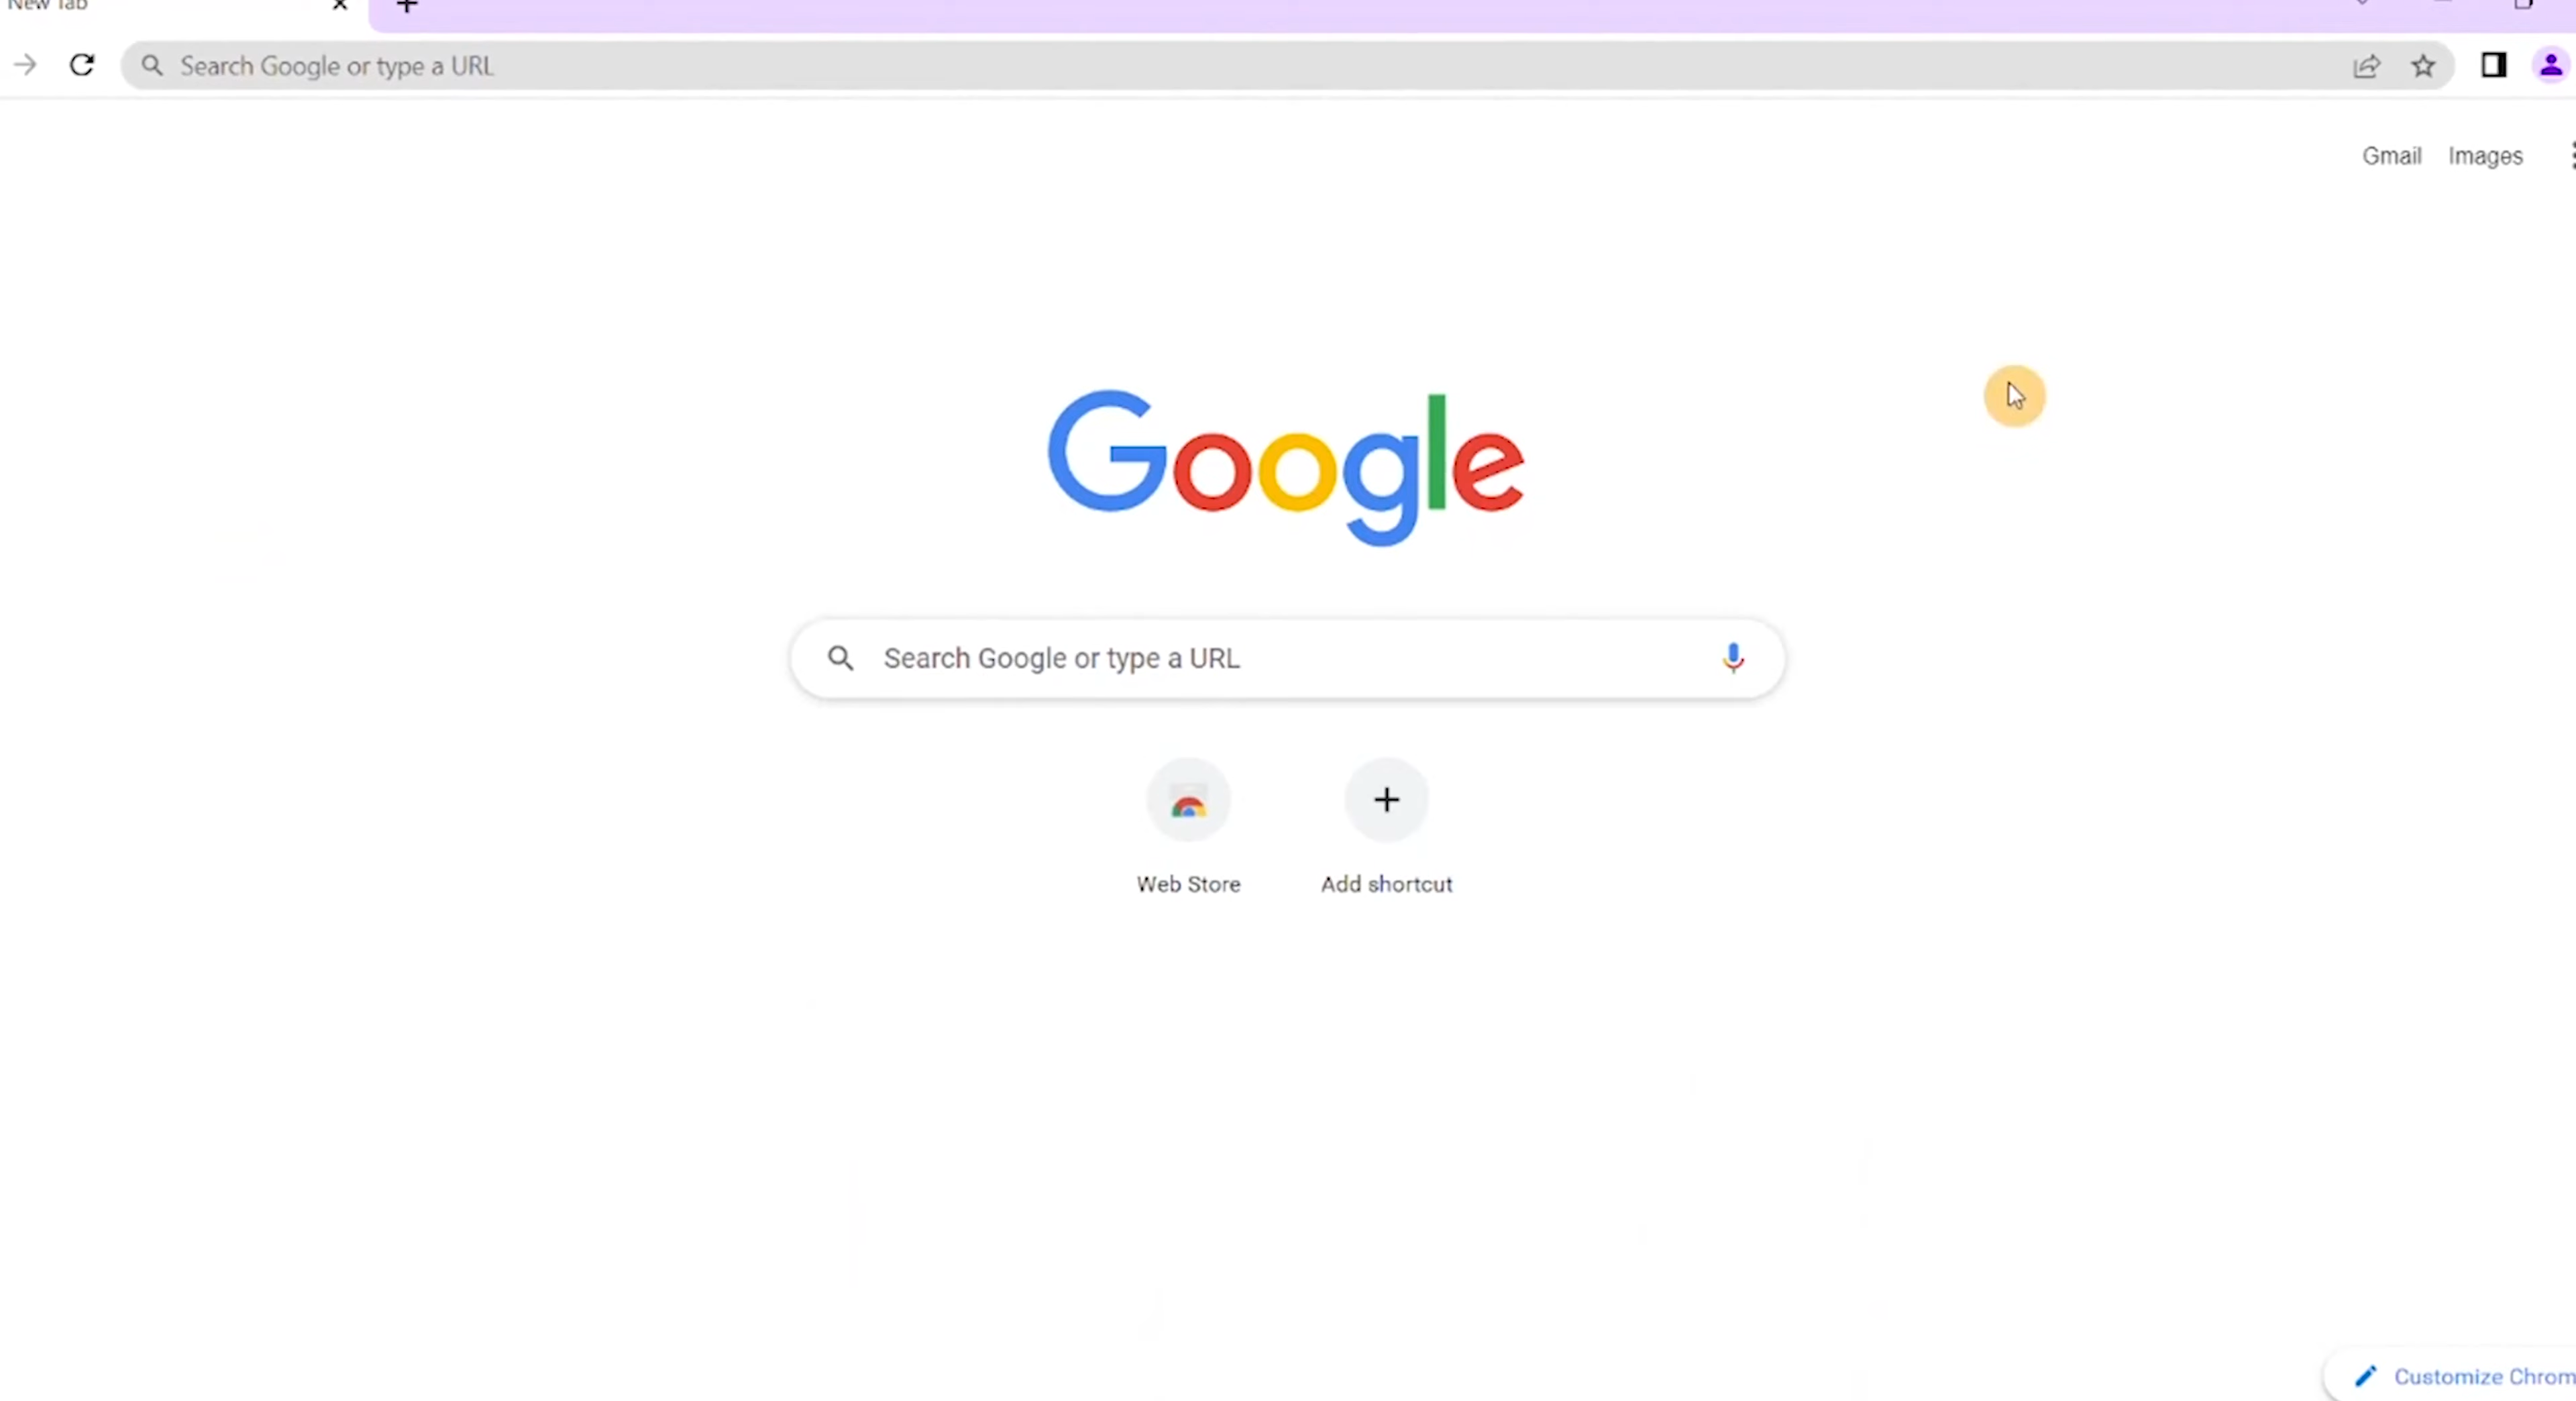 New Tab
Search Google or type a URL
Gmail Images
Google
Search Google or type a URL
Web Store Add shortcut
Customize Chrom